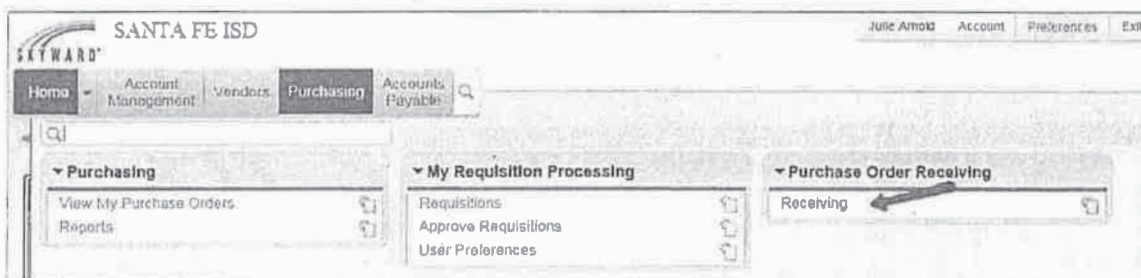 SANTA FE ISD
SKYWARD®
Julie Arnold Account Preferences Exit
Home Account Management Vendors Purchasing Accounts Payable
Purchasing
View My Purchase Orders
Reports
My Requisition Processing
Requisitions
Approve Requisitions
User Preferences
Purchase Order Receiving
Receiving